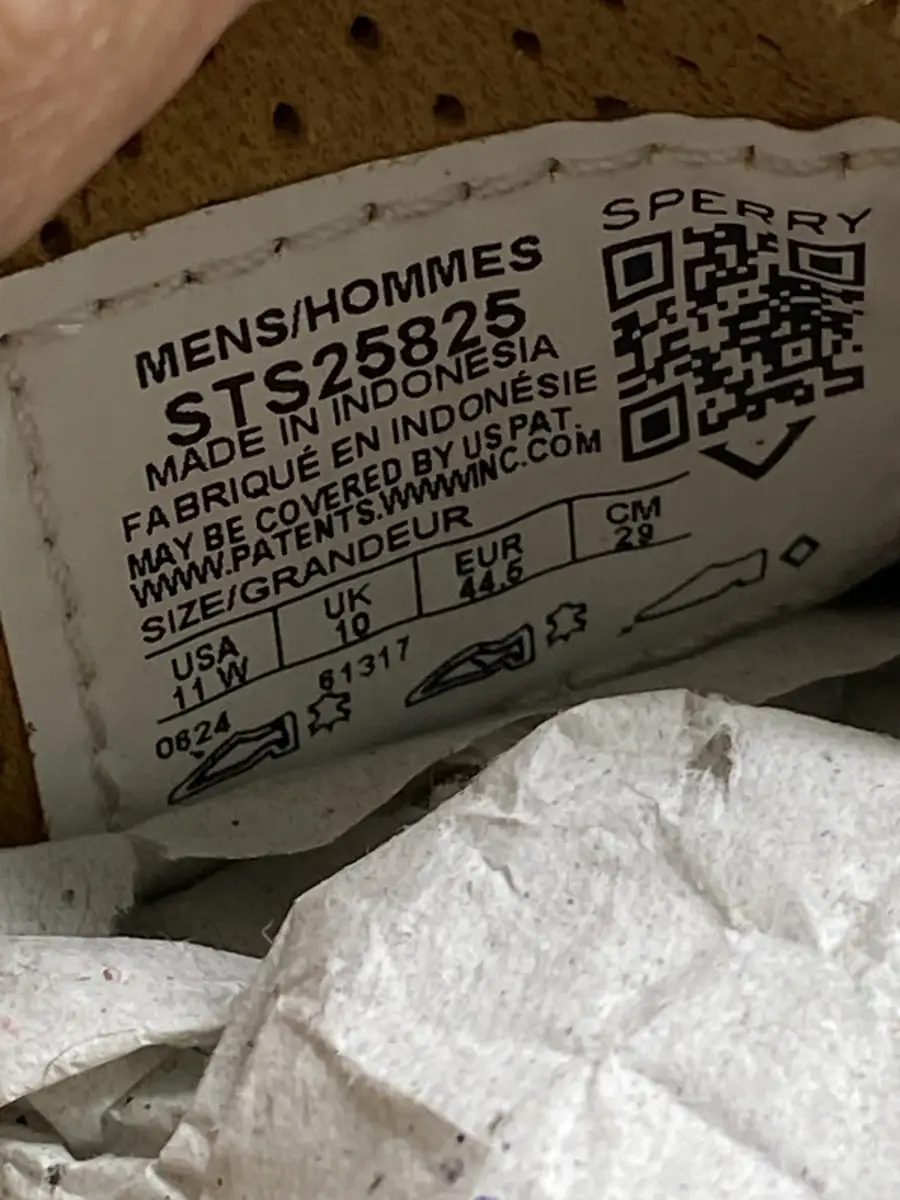 SPERRY
MENS/HOMMES
STS25825
MADE IN INDONESIA
FABRIQUÉ EN INDONÉSIE
MAY BE COVERED BY US PAT.
WWW.PATENTS.WWWINC.COM
SIZE/GRANDEUR
USA UK EUR CM
11 W 10 44.5 29
0624 61317